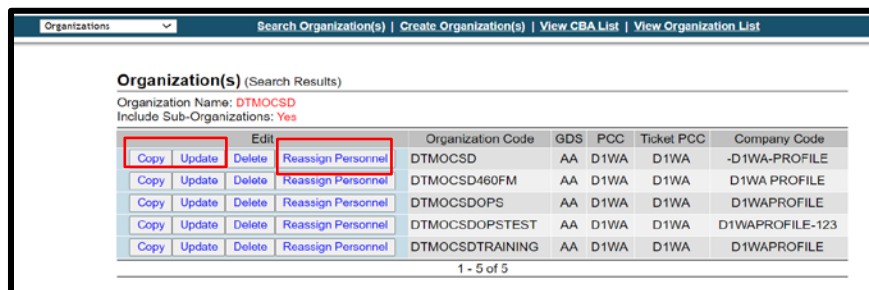 Organizations Search Organization(s) | Create Organization(s) | View CBA List | View Organization List
Organization(s) (Search Results)
Organization Name: DTMOCSD
Include Sub-Organizations: Yes
Edit Organization Code GDS PCC Ticket PCC Company Code
Copy Update Delete Reassign Personnel DTMOCSD AA D1WA D1WA -D1WA-PROFILE
Copy Update Delete Reassign Personnel DTMOCSD460FM AA D1WA D1WA D1WA PROFILE
Copy Update Delete Reassign Personnel DTMOCSDOPS AA D1WA D1WA D1WAPROFILE
Copy Update Delete Reassign Personnel DTMOCSDOPSTEST AA D1WA D1WA D1WAPROFILE-123
Copy Update Delete Reassign Personnel DTMOCSDTRAINING AA D1WA D1WA D1WAPROFILE
1 - 5 of 5